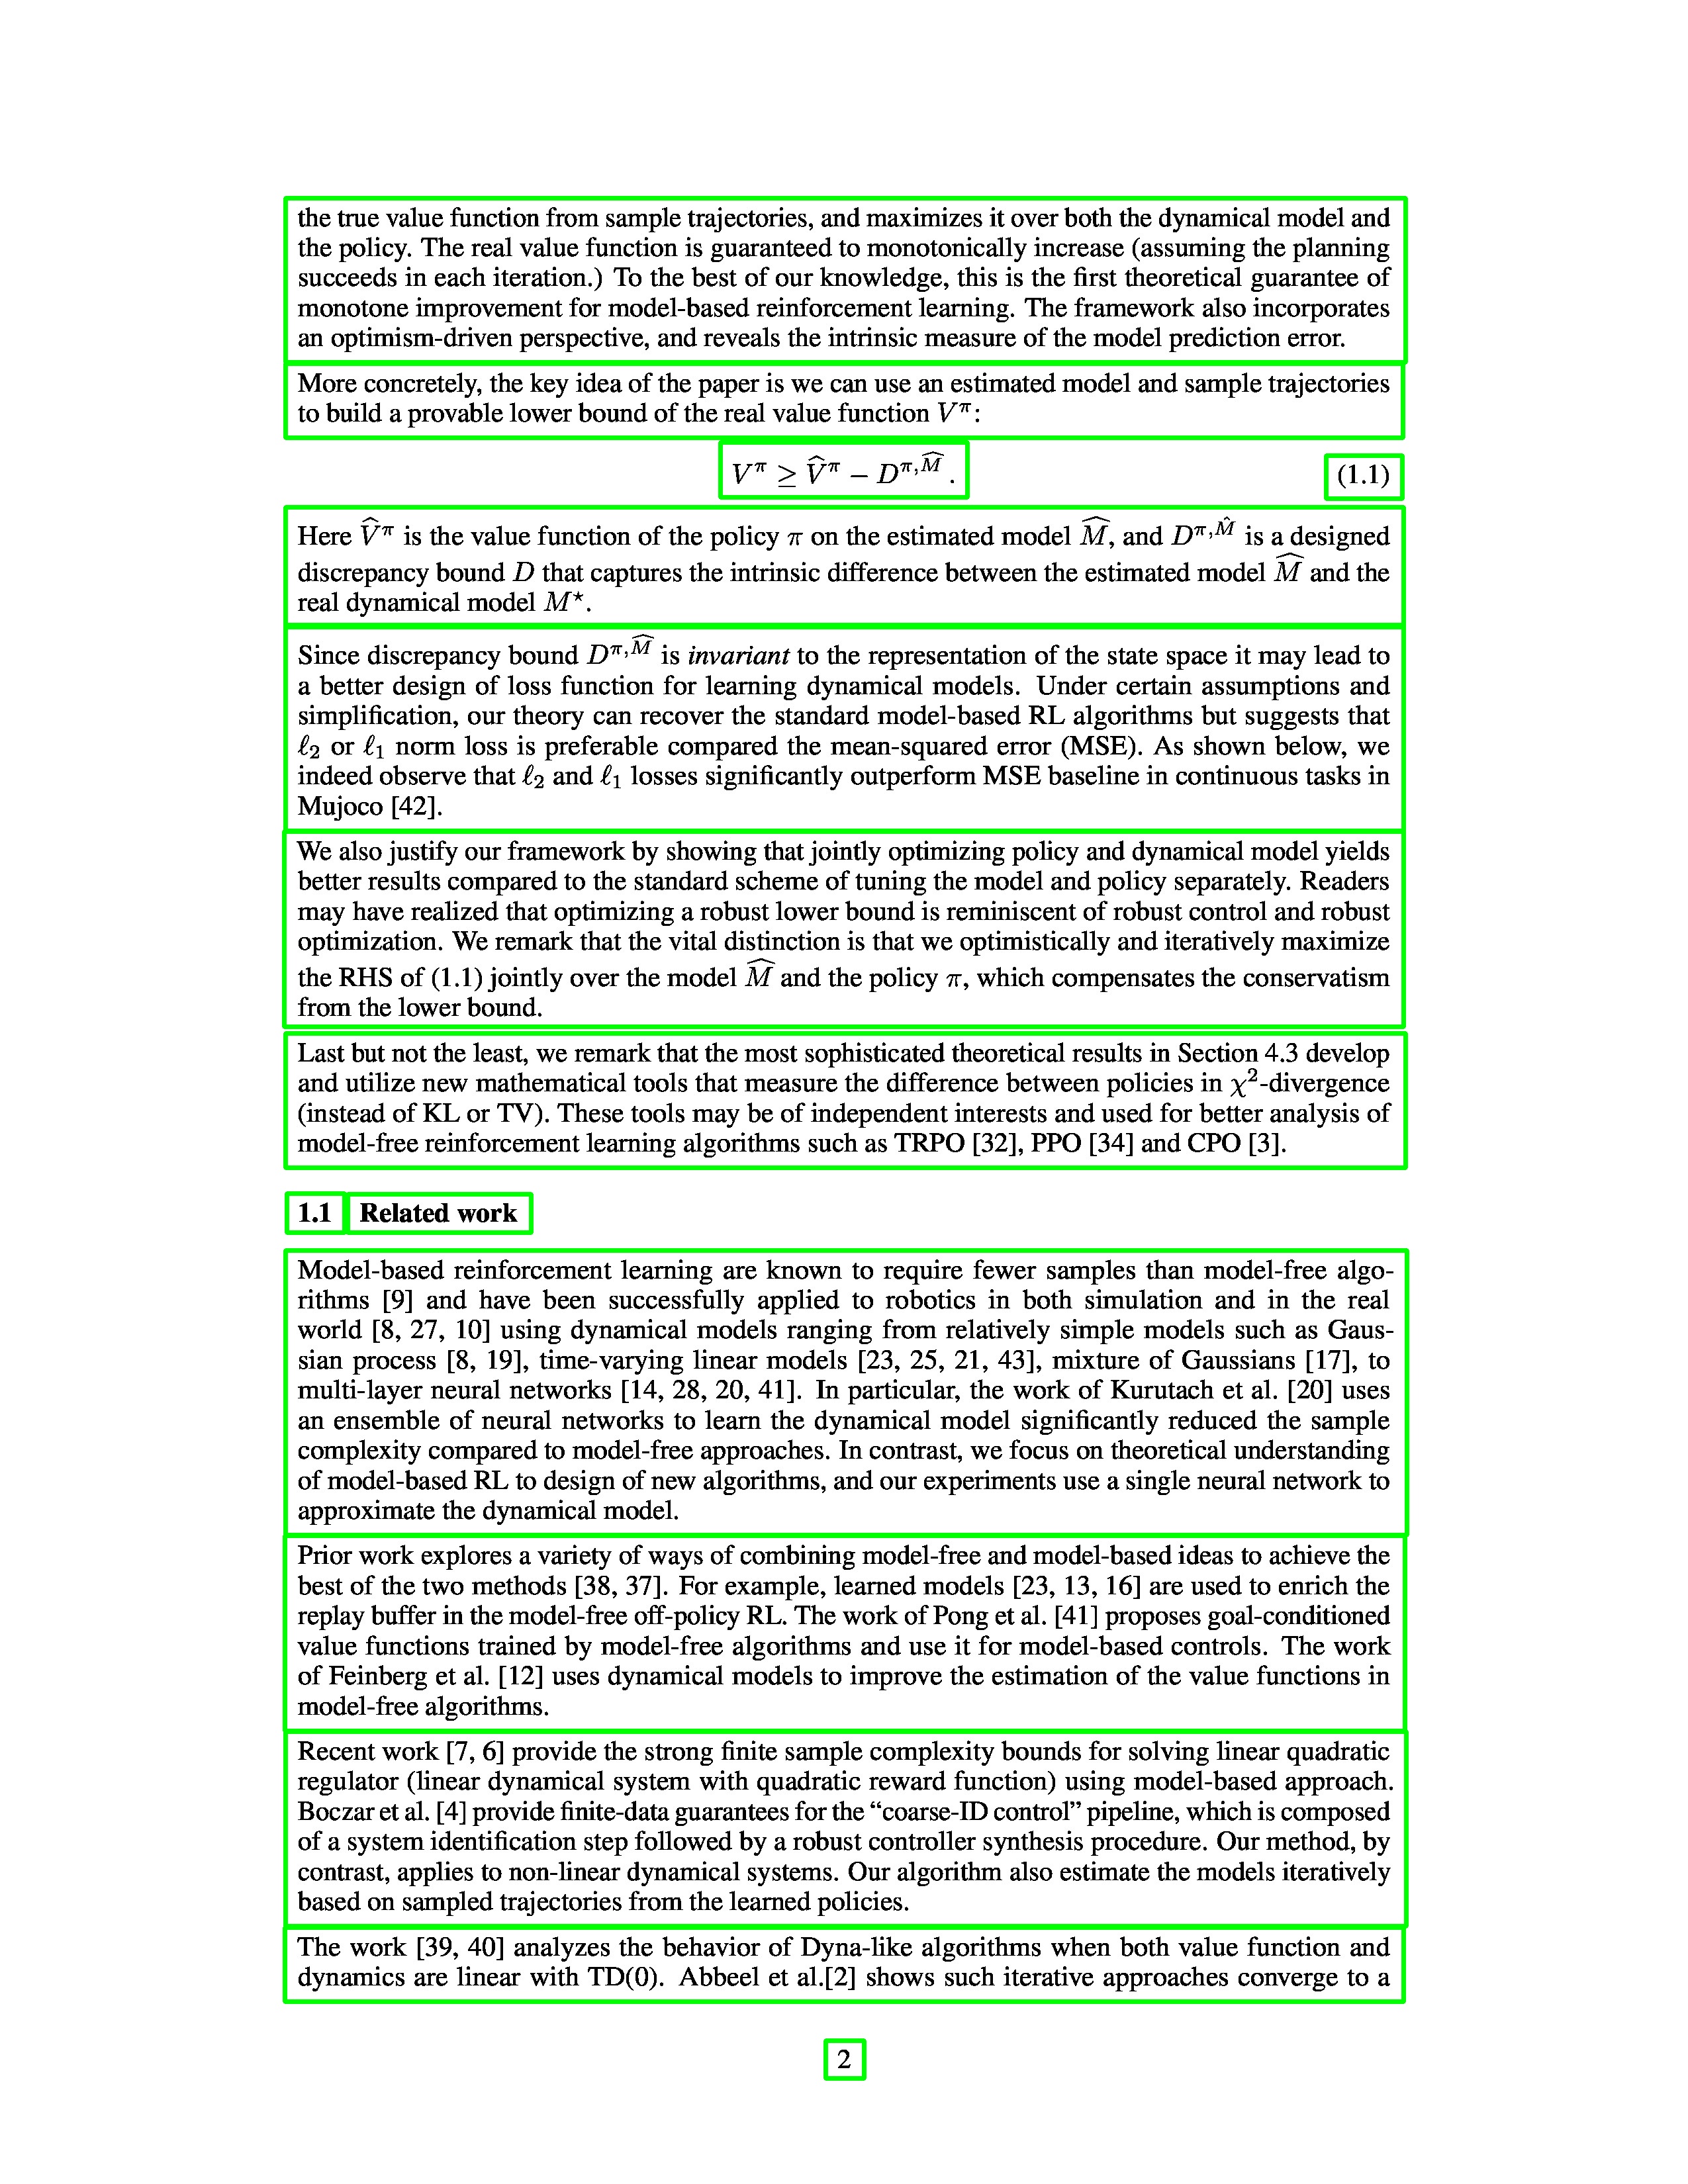 the true value function from sample trajectories, and maximizes it over both the dynamical model and
the policy. The real value function is guaranteed to monotonically increase (assuming the planning
succeeds in each iteration.) To the best of our knowledge, this is the first theoretical guarantee of
monotone improvement for model-based reinforcement learning. The framework also incorporates
an optimism-driven perspective, and reveals the intrinsic measure of the model prediction error.
More concretely, the key idea of the paper is we can use an estimated model and sample trajectories
to build a provable lower bound of the real value function $V^\pi$:
$V^\pi \geq \widehat{V}^\pi - D^{\pi,\widehat{M}}.$ (1.1)
Here $\widehat{V}^\pi$ is the value function of the policy $\pi$ on the estimated model $\widehat{M}$, and $D^{\pi,\hat{M}}$ is a designed
discrepancy bound $D$ that captures the intrinsic difference between the estimated model $\widehat{M}$ and the
real dynamical model $M^\star$.
Since discrepancy bound $D^{\pi,\widehat{M}}$ is invariant to the representation of the state space it may lead to
a better design of loss function for learning dynamical models. Under certain assumptions and
simplification, our theory can recover the standard model-based RL algorithms but suggests that
$\ell_2$ or $\ell_1$ norm loss is preferable compared the mean-squared error (MSE). As shown below, we
indeed observe that $\ell_2$ and $\ell_1$ losses significantly outperform MSE baseline in continuous tasks in
Mujoco [42].
We also justify our framework by showing that jointly optimizing policy and dynamical model yields
better results compared to the standard scheme of tuning the model and policy separately. Readers
may have realized that optimizing a robust lower bound is reminiscent of robust control and robust
optimization. We remark that the vital distinction is that we optimistically and iteratively maximize
the RHS of (1.1) jointly over the model $\widehat{M}$ and the policy $\pi$, which compensates the conservatism
from the lower bound.
Last but not the least, we remark that the most sophisticated theoretical results in Section 4.3 develop
and utilize new mathematical tools that measure the difference between policies in $\chi^2$-divergence
(instead of KL or TV). These tools may be of independent interests and used for better analysis of
model-free reinforcement learning algorithms such as TRPO [32], PPO [34] and CPO [3].
1.1 Related work
Model-based reinforcement learning are known to require fewer samples than model-free algo-
rithms [9] and have been successfully applied to robotics in both simulation and in the real
world [8, 27, 10] using dynamical models ranging from relatively simple models such as Gaus-
sian process [8, 19], time-varying linear models [23, 25, 21, 43], mixture of Gaussians [17], to
multi-layer neural networks [14, 28, 20, 41]. In particular, the work of Kurutach et al. [20] uses
an ensemble of neural networks to learn the dynamical model significantly reduced the sample
complexity compared to model-free approaches. In contrast, we focus on theoretical understanding
of model-based RL to design of new algorithms, and our experiments use a single neural network to
approximate the dynamical model.
Prior work explores a variety of ways of combining model-free and model-based ideas to achieve the
best of the two methods [38, 37]. For example, learned models [23, 13, 16] are used to enrich the
replay buffer in the model-free off-policy RL. The work of Pong et al. [41] proposes goal-conditioned
value functions trained by model-free algorithms and use it for model-based controls. The work
of Feinberg et al. [12] uses dynamical models to improve the estimation of the value functions in
model-free algorithms.
Recent work [7, 6] provide the strong finite sample complexity bounds for solving linear quadratic
regulator (linear dynamical system with quadratic reward function) using model-based approach.
Boczar et al. [4] provide finite-data guarantees for the “coarse-ID control” pipeline, which is composed
of a system identification step followed by a robust controller synthesis procedure. Our method, by
contrast, applies to non-linear dynamical systems. Our algorithm also estimate the models iteratively
based on sampled trajectories from the learned policies.
The work [39, 40] analyzes the behavior of Dyna-like algorithms when both value function and
dynamics are linear with TD(0). Abbeel et al.[2] shows such iterative approaches converge to a
2